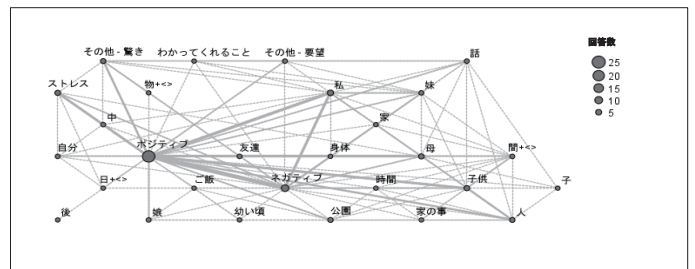 その他 - 驚き わかってくれること その他 - 要望 話
回答数
25
20
15
10
5
ストレス 物+<> 私 妹
中 家
自分 ポジティブ 友達 身体 母 間+<>
日+<> ご飯 ネガティブ 時間 子供 子
後 娘 幼い頃 公園 家の事 人